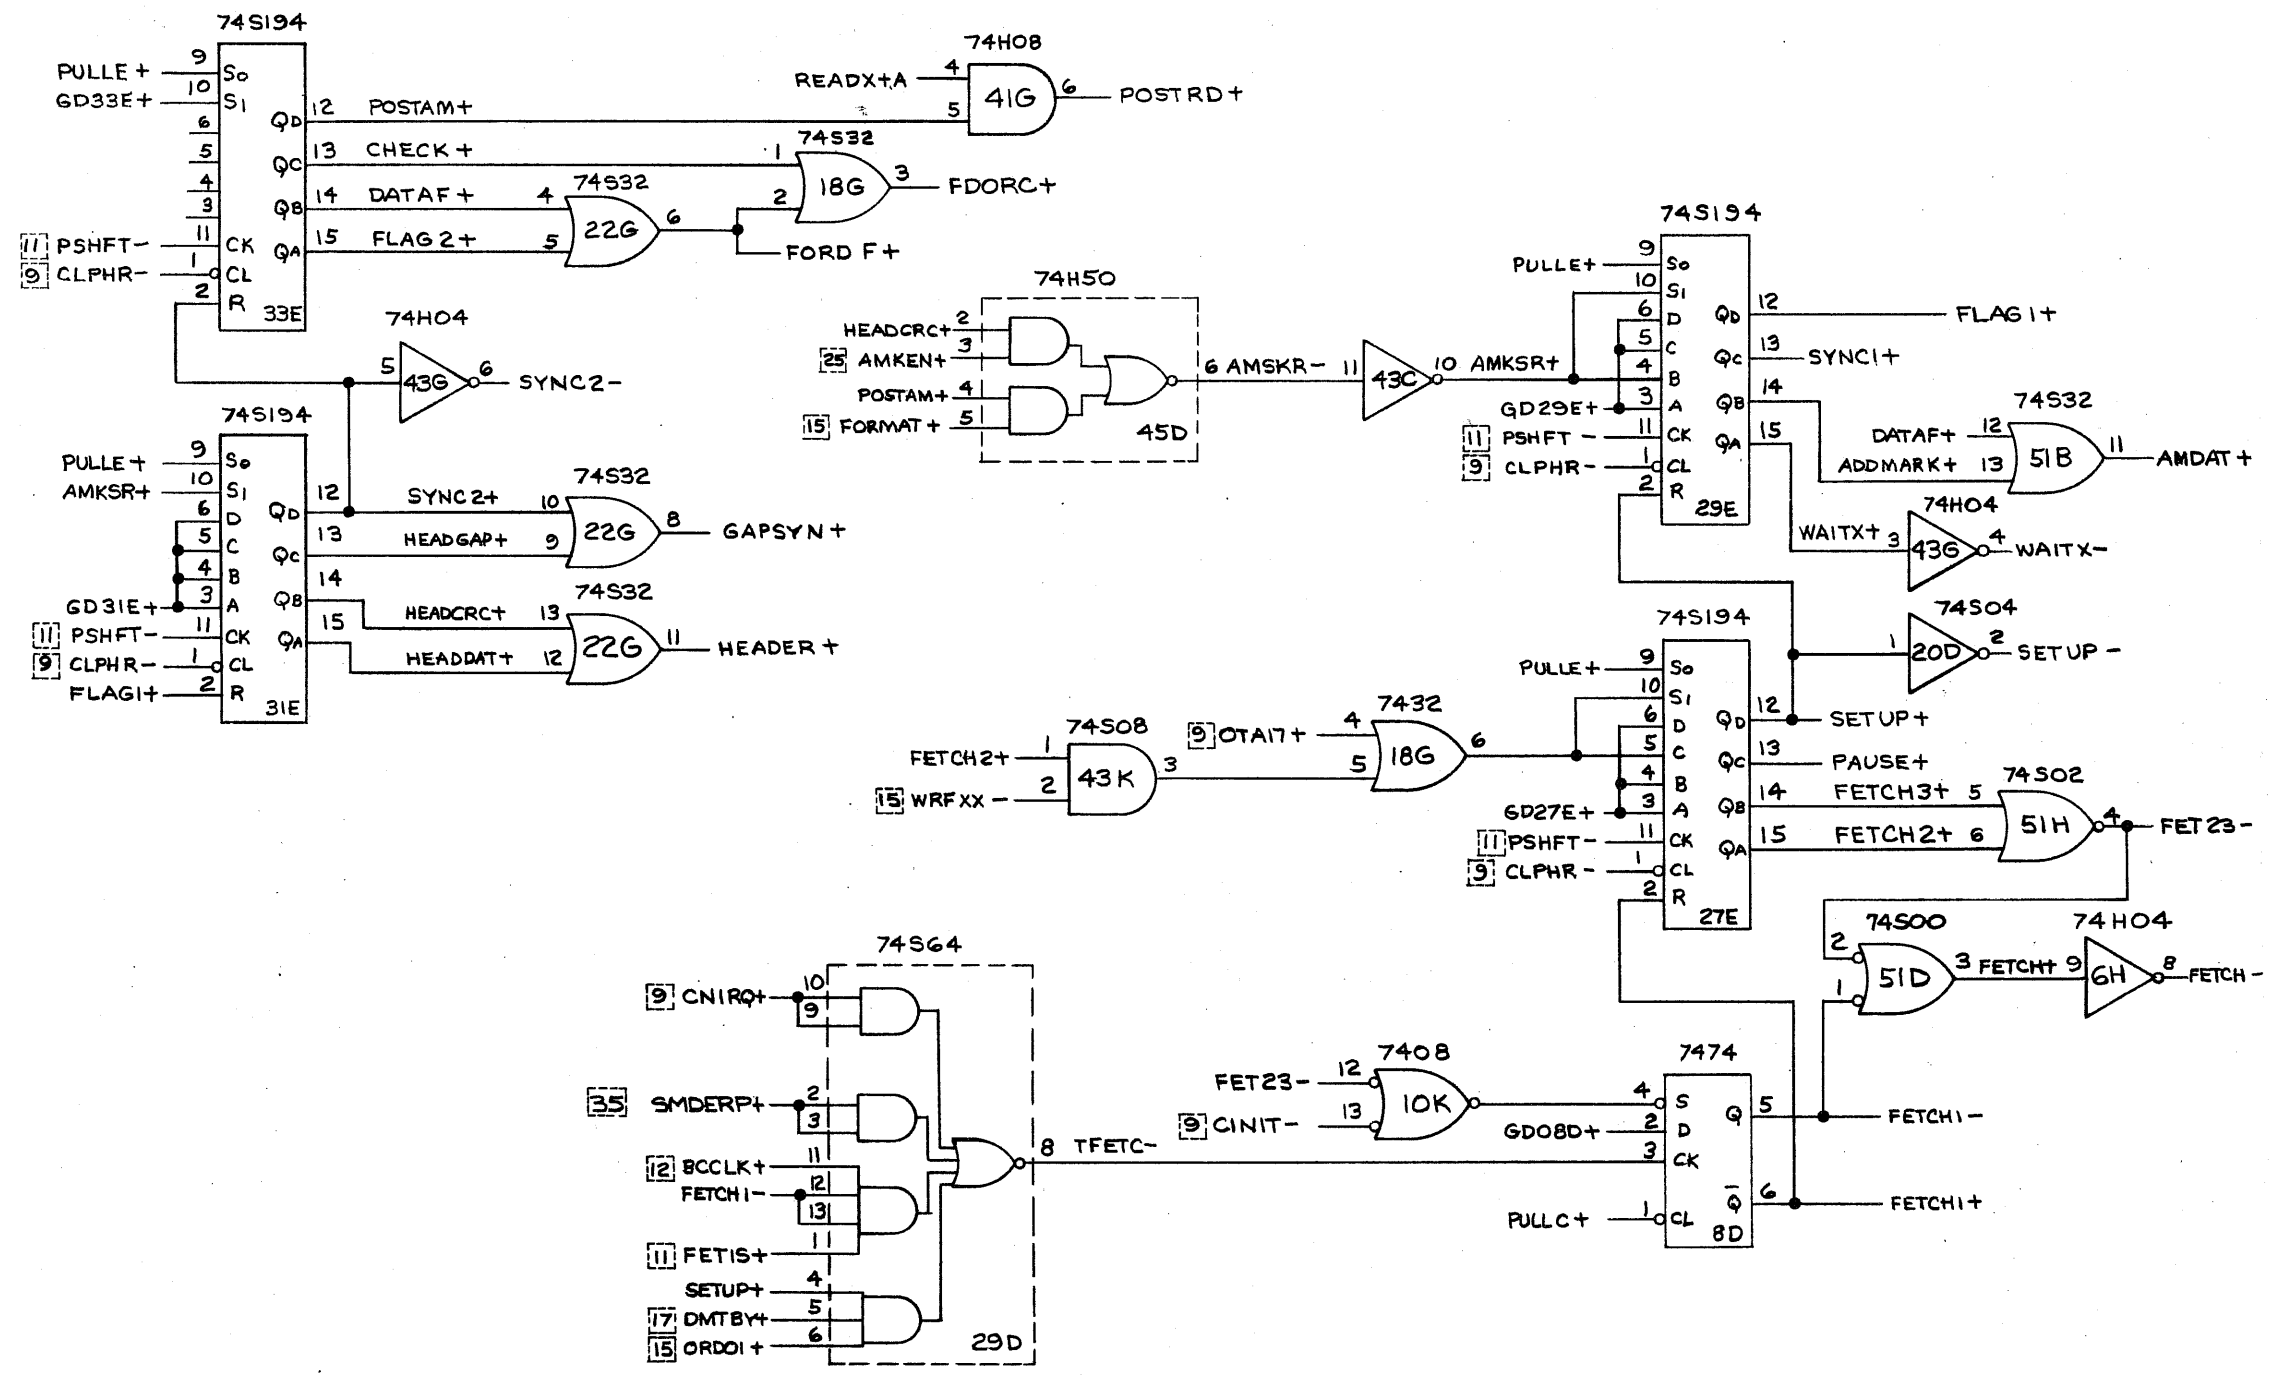 74S194
PULLE+ 9 S0
GD33E+ 10 S1
6
5
4
3
11 PSHFT- 11 CK
9 CLPHR- 1 CL
2 R
33E
QD 12 POSTAM+
QC 13 CHECK+
QB 14 DATAF+ 4
QA 15 FLAG2+ 5
74S32
22G 6
FORD F+
74H08
READX+A 4
5
41G 6 POSTRD+
74S32
1
2
18G 3 FDORC+
74H04
5 43G 6 SYNC2-
74S194
PULLE+ 9 S0
AMKSR+ 10 S1
6 D
5 C
4 B
GD31E+ 3 A
11 PSHFT- 11 CK
9 CLPHR- 1 CL
FLAG1+ 2 R
31E
QD 12 SYNC2+ 10
QC 13 HEADGAP+ 9
QB 14 HEADCRC+ 13
QA 15 HEADDAT+ 12
74S32
22G 8 GAPSYN+
74S32
22G 11 HEADER+
74H50
HEADCRC+ 2
25 AMKEN+ 3
POSTAM+ 4
15 FORMAT+ 5
45D
6 AMSKR- 11 43C 10 AMKSR+
74S194
PULLE+ 9 S0
10 S1
6 D
5 C
4 B
GD29E+ 3 A
11 PSHFT - 11 CK
9 CLPHR- 1 CL
2 R
29E
QD 12 FLAG1+
QC 13 SYNC1+
QB 14
QA 15
74S32
DATAF+ 12
ADDMARK+ 13
51B 11 AMDAT+
74H04
WAITX+ 3 43G 4 WAITX-
74S04
1 20D 2 SETUP-
74S194
PULLE+ 9 S0
10 S1
6 D
5 C
4 B
GD27E+ 3 A
11 PSHFT- 11 CK
9 CLPHR - 1 CL
2 R
27E
QD 12 SETUP+
QC 13 PAUSE+
QB 14 FETCH3+ 5
QA 15 FETCH2+ 6
74S02
51H 4 FET23-
74S08
FETCH2+ 1
15 WRFXX - 2
43K 3
7432
9 OTA17+ 4
5
18G 6
74S00
2
1
51D 3 FETCH+ 9
74H04
6H 8 FETCH-
74S64
9 CNIRQ+ 10
9
35 SMDERP+ 2
3
12 BCCLK+ 11
FETCH1- 12
13
11 FET1S+ 1
SETUP+ 4
17 DMTBY+ 5
15 ORD01+ 6
29D
8 TFETC-
7408
FET23- 12
9 CINIT- 13
10K
7474
4 S
GD08D+ 2 D
3 CK
PULLC+ 1 CL
8D
Q 5 FETCH1-
Q̅ 6 FETCH1+